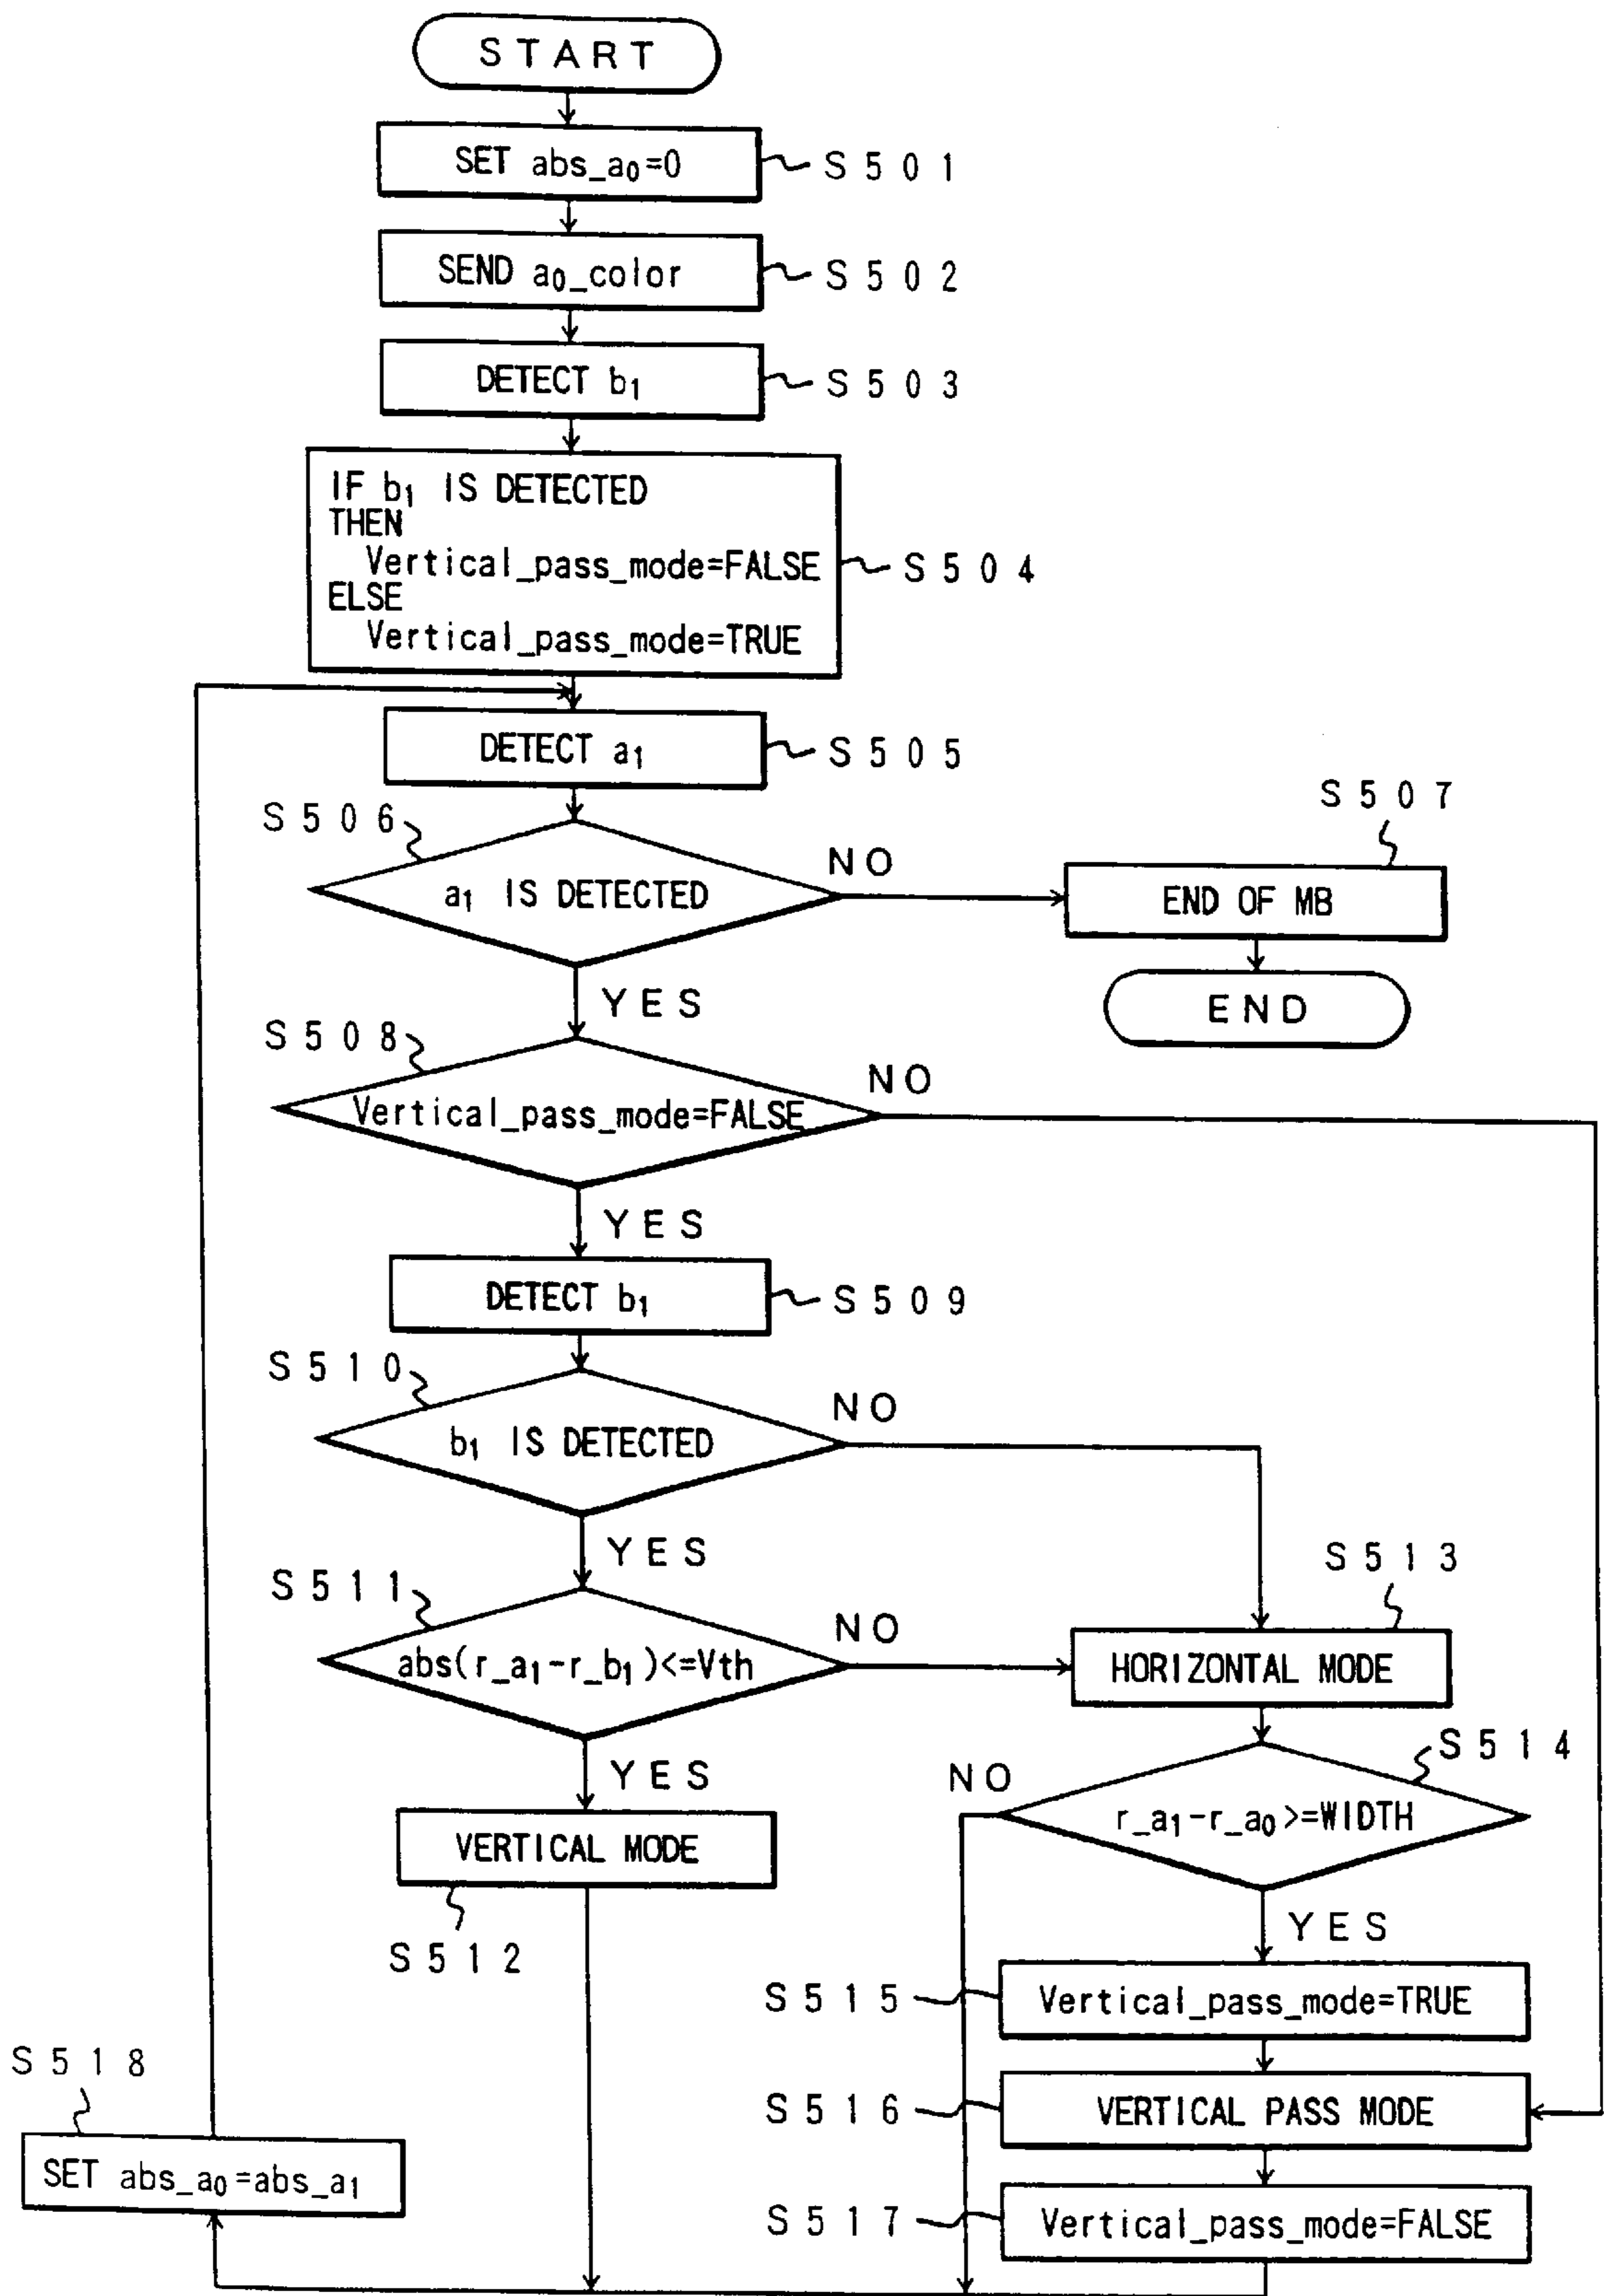 START
SET abs_a0=0
S501
SEND a0_color
S502
DETECT b1
S503
IF b1 IS DETECTED
THEN
Vertical_pass_mode=FALSE
ELSE
Vertical_pass_mode=TRUE
S504
DETECT a1
S505
S506
a1 IS DETECTED
NO
S507
END OF MB
END
YES
S508
Vertical_pass_mode=FALSE
NO
YES
DETECT b1
S509
S510
b1 IS DETECTED
NO
YES
S511
abs(r_a1-r_b1)<=Vth
NO
S513
HORIZONTAL MODE
YES
S514
NO
r_a1-r_a0>=WIDTH
VERTICAL MODE
S512
YES
S515
Vertical_pass_mode=TRUE
S516
VERTICAL PASS MODE
S517
Vertical_pass_mode=FALSE
S518
SET abs_a0=abs_a1